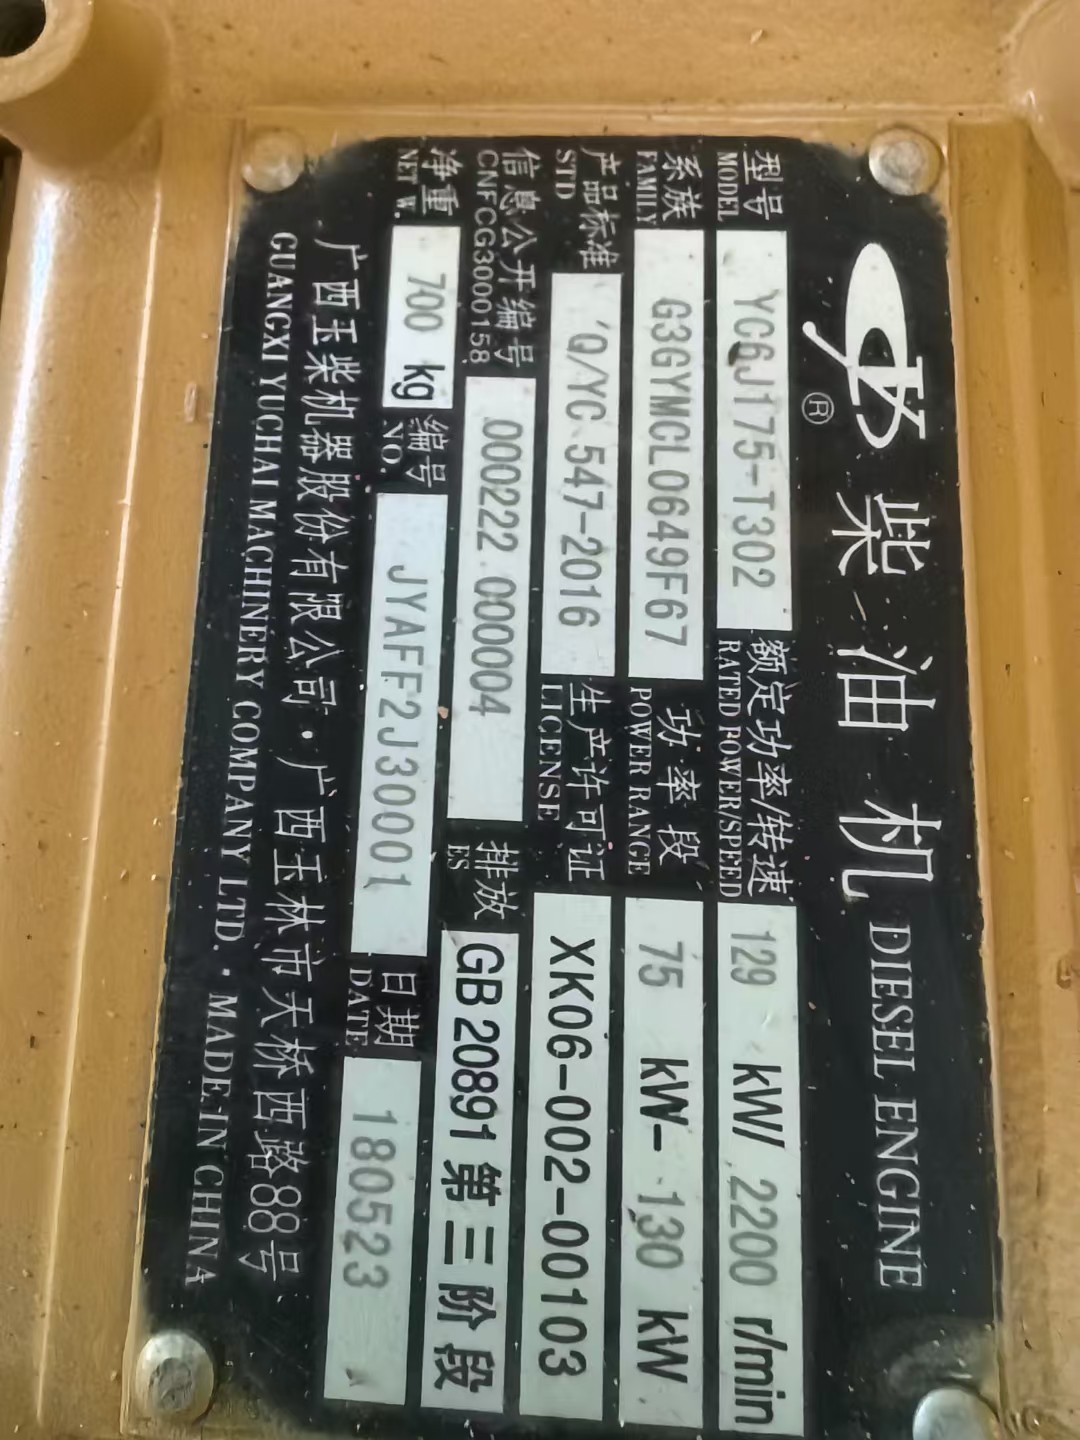 ® 柴油机 DIESEL ENGINE
型号 YC6J175-T302 额定功率/转速 129 kW/ 2200 r/min
MODEL RATED POWER/SPEED
系族 G3GYMCL0649F67 功率段 75 kW- 130 kW
FAMILY POWER RANGE
产品标准 Q/YC 547-2016 生产许可证 XK06-002-00103
STD LICENSE
信息公开编号 000222 000004 排放 GB 20891 第三阶段
CNFCG3000158 ES
净重 700 kg 编号 JYAFF2J30001 日期 180523
NET W. NO. DATE
广西玉柴机器股份有限公司·广西玉林市天桥西路88号
GUANGXI YUCHAI MACHINERY COMPANY LTD. · MADE IN CHINA